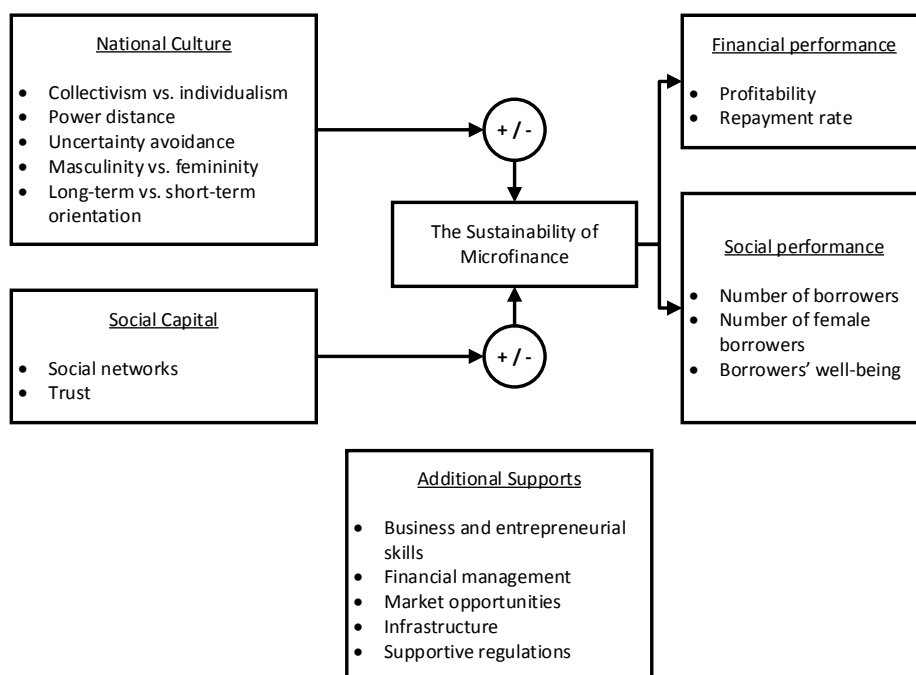 National Culture
• Collectivism vs. individualism
• Power distance
• Uncertainty avoidance
• Masculinity vs. femininity
• Long-term vs. short-term
orientation
Social Capital
• Social networks
• Trust
+ / -
The Sustainability of
Microfinance
+ / -
Financial performance
• Profitability
• Repayment rate
Social performance
• Number of borrowers
• Number of female
borrowers
• Borrowers’ well-being
Additional Supports
• Business and entrepreneurial
skills
• Financial management
• Market opportunities
• Infrastructure
• Supportive regulations